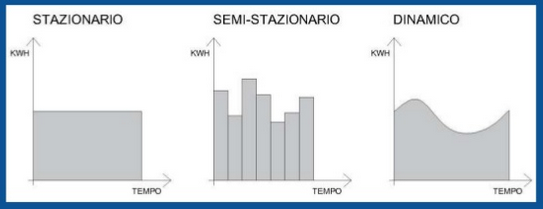 STAZIONARIO
KWH
TEMPO
SEMI-STAZIONARIO
KWH
TEMPO
DINAMICO
KWH
TEMPO